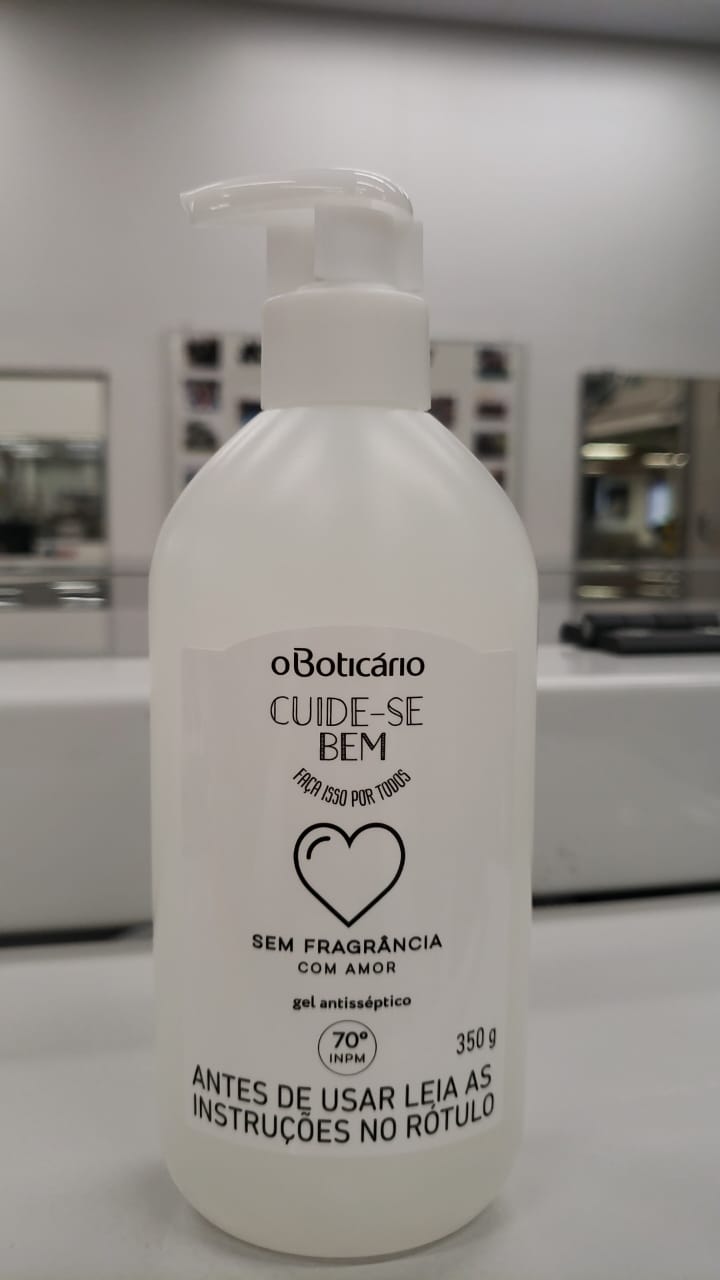 oBoticário
CUIDE-SE
BEM
FAÇA ISSO POR TODOS
SEM FRAGRÂNCIA
COM AMOR
gel antisséptico
70º
INPM
350 g
ANTES DE USAR LEIA AS
INSTRUÇÕES NO RÓTULO